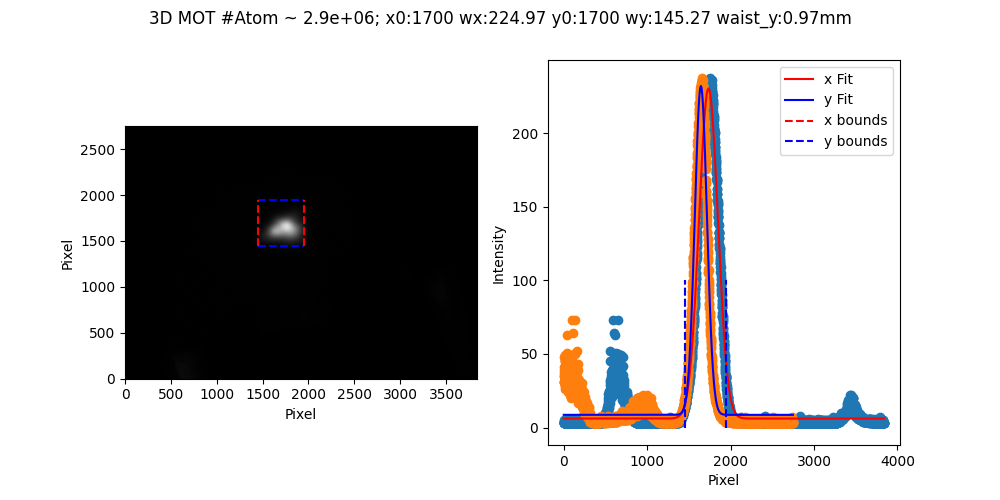 3D MOT #Atom ~ 2.9e+06; x0:1700 wx:224.97 y0:1700 wy:145.27 waist_y:0.97mm
2500
2000
1500
1000
500
0
Pixel
0 500 1000 1500 2000 2500 3000 3500
Pixel
200
150
100
50
0
Intensity
x Fit
y Fit
x bounds
y bounds
0 1000 2000 3000 4000
Pixel